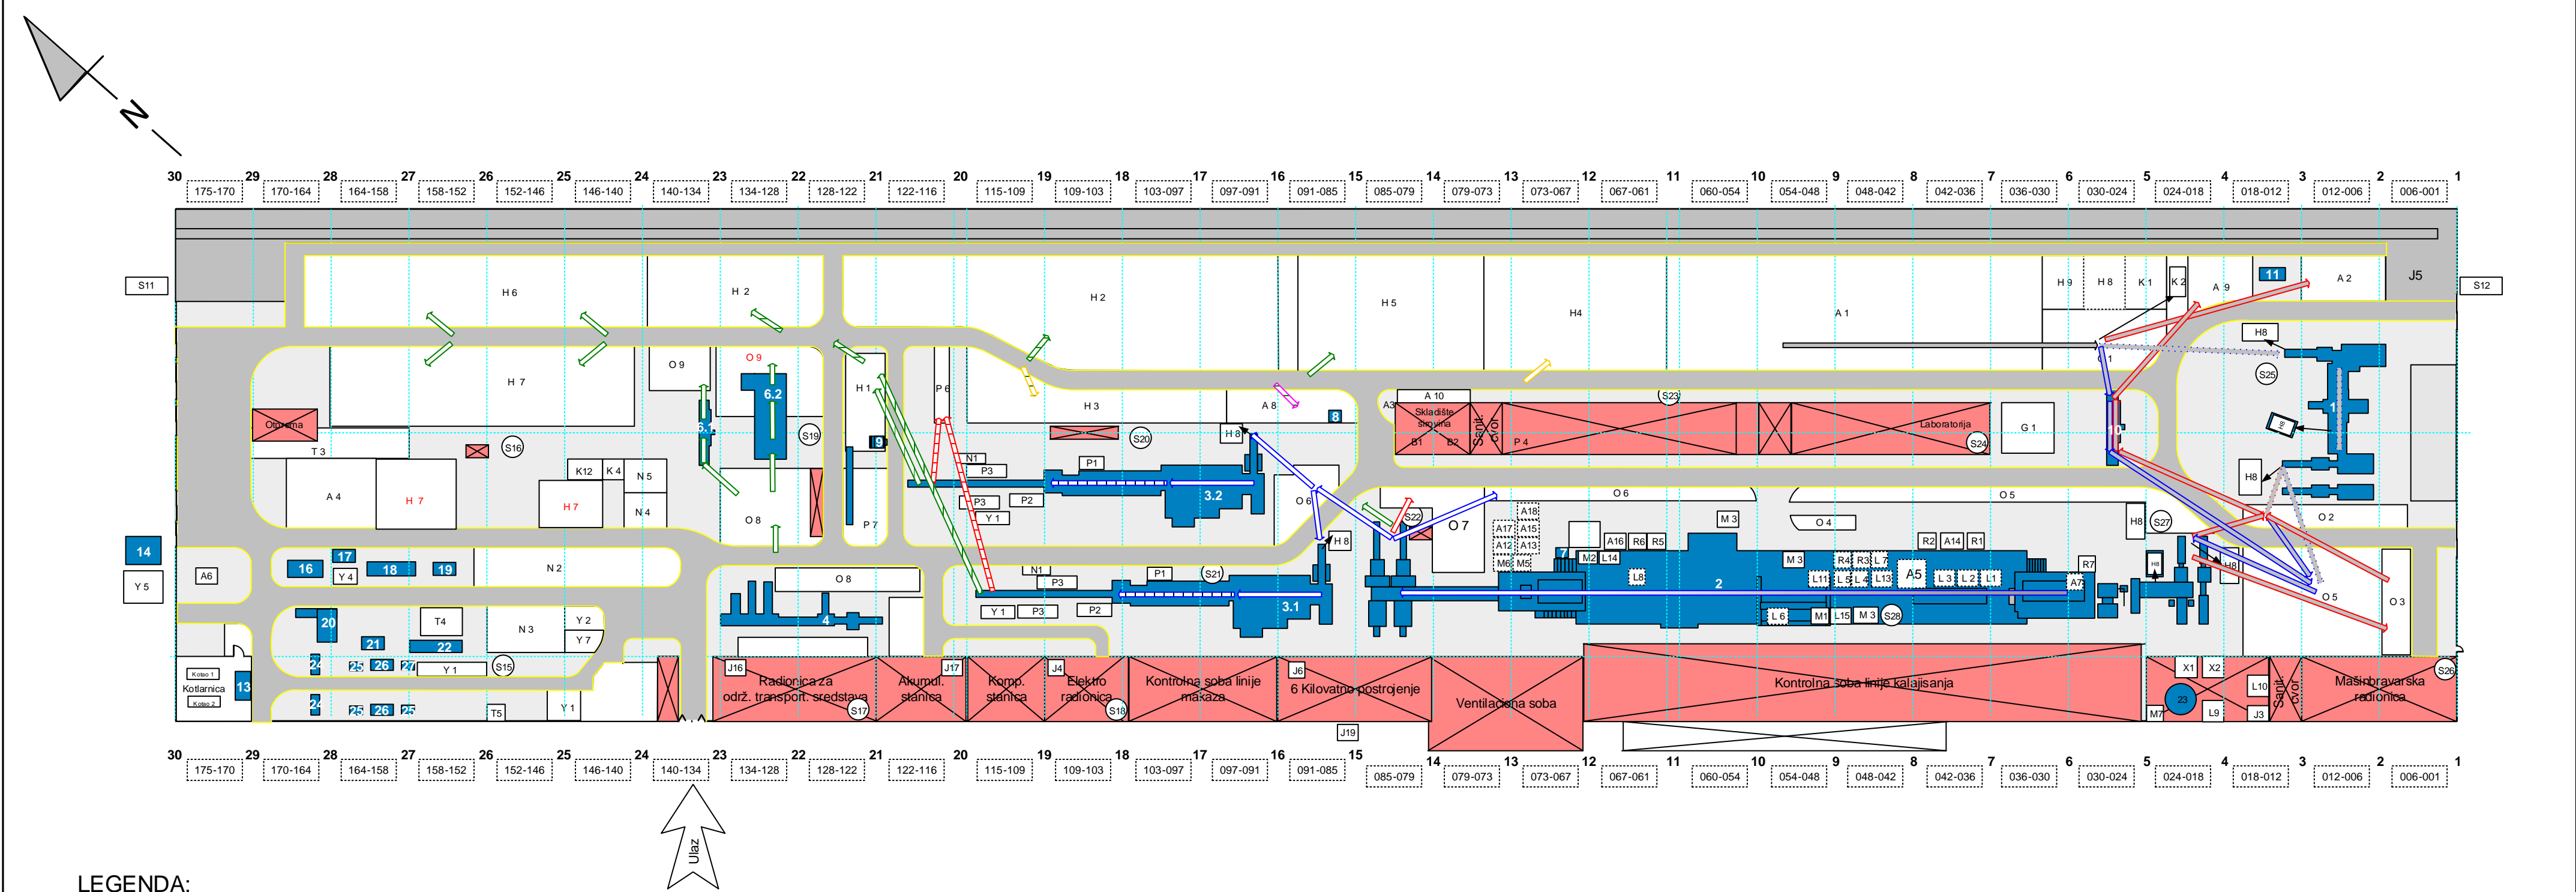 N
30 29 28 27 26 25 24 23 22 21 20 19 18 17 16 15 14 13 12 11 10 9 8 7 6 5 4 3 2 1
175-170 170-164 164-158 158-152 152-146 146-140 140-134 134-128 128-122 122-116 115-109 109-103 103-097 097-091 091-085 085-079 079-073 073-067 067-061 060-054 054-048 048-042 042-036 036-030 030-024 024-018 018-012 012-006 006-001
S11
H 6
H 2
H 2
H 5
H4
A 1
H 9
H 8
K 1
K 2
A 9
11
A 2
J5
S12
H8
S25
1
H8
H 7
O 9
O 9
6.2
6.1
S19
H 1
9
P 6
H 3
A 8
8
S20
H 8
A3
A 10
Skladište
sirovina
B1
B2
Sanit.
čvor
P 4
S23
Laboratorija
S24
G 1
10
Otprema
T 3
S16
A 4
H 7
H 7
K12
K 4
N 5
N 4
O 8
P 7
N1
P3
P1
P3
P2
Y 1
3.2
O 6
H 8
S22
O 7
O 6
O 5
O 4
M 3
H8
S27
O 2
14
Y 5
A6
16
17
Y 4
18
19
N 2
O 8
4
N1
P3
P1
S21
Y 1
P3
P2
3.1
A18
A17
A15
A12
A13
M6
M5
7
M2
L14
A16
R6
R5
L8
2
M 3
R4
R3
L 7
L11
L 5
L 4
L13
A5
R2
A14
R1
L 3
L 2
L1
L 6
M1
L15
M 3
S28
R7
A7
H8
H8
O 5
O 3
20
21
22
T4
N 3
Y 2
Y 7
24
25
26
27
Y 1
S15
Kotao 1
Kotlarnica
Kotao 2
13
24
25
26
25
T5
Y 1
J16
Radionica za
održ. transport. sredstava
S17
J17
Akumul.
stanica
Komp.
stanica
J4
Elektro
radionica
S18
Kontrolna soba linije
makaza
J6
6 Kilovatno postrojenje
J19
Ventilaciona soba
Kontrolna soba linije kalajisanja
X1
X2
23
L10
M7
L9
J3
Sanit.
čvor
Mašinbravarska
radionica
S26
30 29 28 27 26 25 24 23 22 21 20 19 18 17 16 15 14 13 12 11 10 9 8 7 6 5 4 3 2 1
175-170 170-164 164-158 158-152 152-146 146-140 140-134 134-128 128-122 122-116 115-109 109-103 103-097 097-091 091-085 085-079 079-073 073-067 067-061 060-054 054-048 048-042 042-036 036-030 030-024 024-018 018-012 012-006 006-001
Ulaz
LEGENDA: